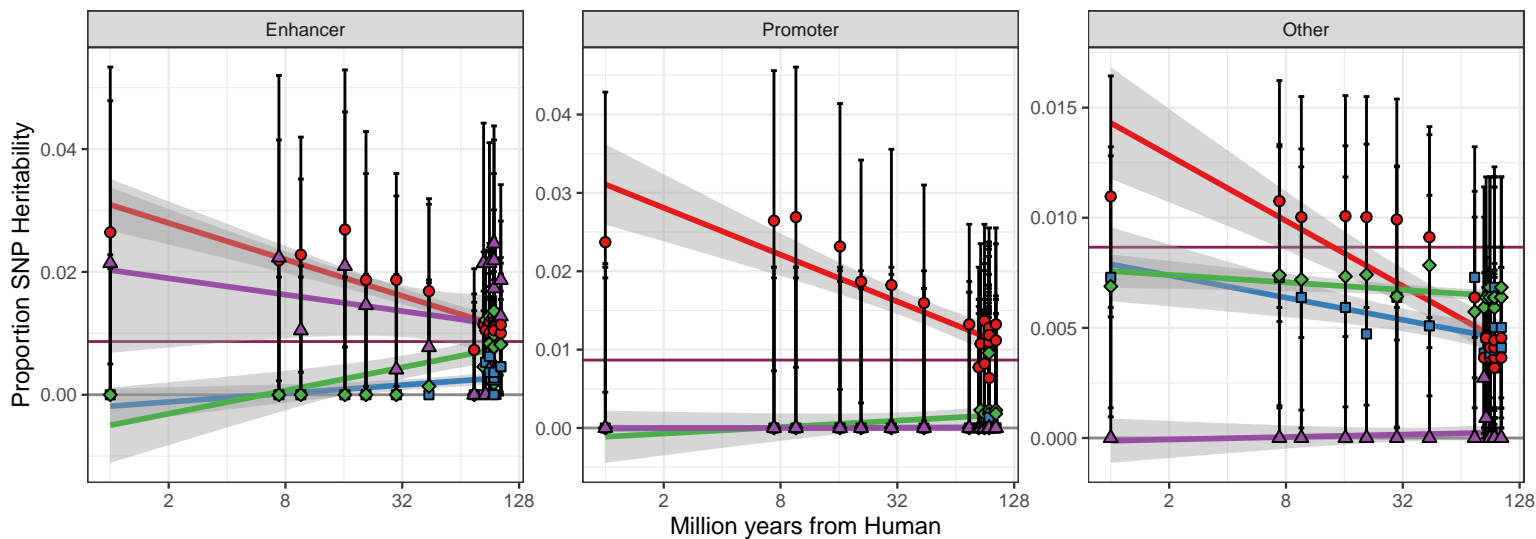 Enhancer
Promoter
Other
Proportion SNP Heritability
0.04
0.02
0.00
0.04
0.03
0.02
0.01
0.00
0.015
0.010
0.005
0.000
2 8 32 128
2 8 32 128
2 8 32 128
Million years from Human